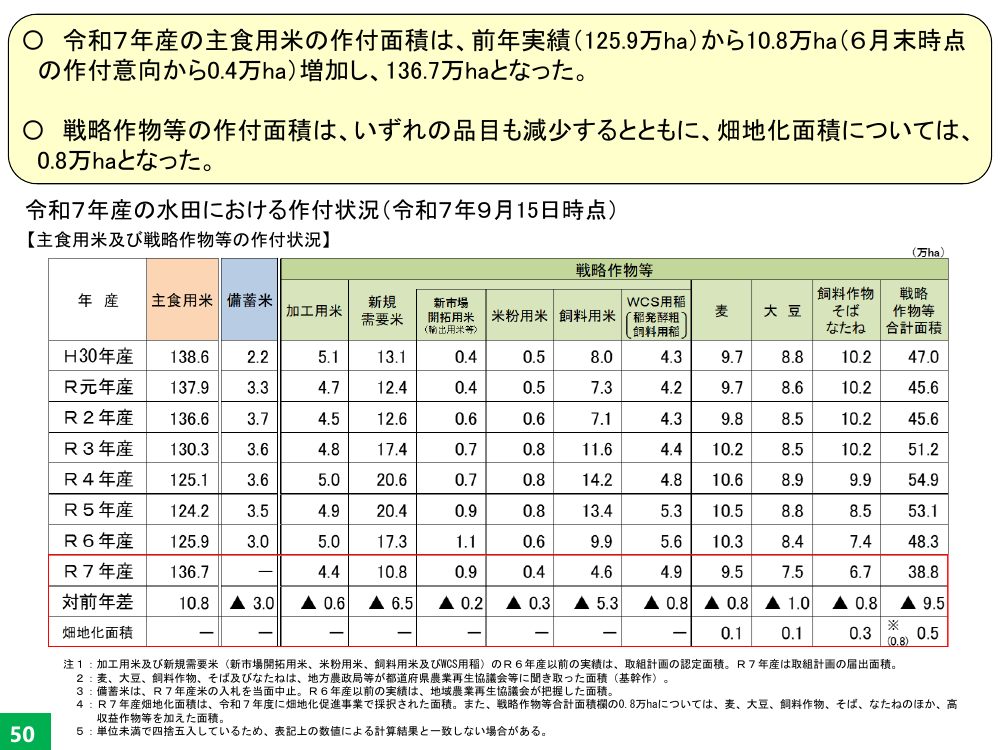 ○　令和７年産の主食用米の作付面積は、前年実績（125.9万ha）から10.8万ha（６月末時点
の作付意向から0.4万ha）増加し、136.7万haとなった。
○　戦略作物等の作付面積は、いずれの品目も減少するとともに、畑地化面積については、
0.8万haとなった。
令和７年産の水田における作付状況（令和７年９月15日時点）
【主食用米及び戦略作物等の作付状況】
（万ha）
年　産 主食用米 備蓄米 戦略作物等
加工用米 新規需要米 新市場開拓用米（輸出用米等） 米粉用米 飼料用米 WCS用稲（稲発酵粗飼料用稲） 麦 大豆 飼料作物そばなたね 戦略作物等合計面積
Ｈ30年産 138.6 2.2 5.1 13.1 0.4 0.5 8.0 4.3 9.7 8.8 10.2 47.0
Ｒ元年産 137.9 3.3 4.7 12.4 0.4 0.5 7.3 4.2 9.7 8.6 10.2 45.6
Ｒ２年産 136.6 3.7 4.5 12.6 0.6 0.6 7.1 4.3 9.8 8.5 10.2 45.6
Ｒ３年産 130.3 3.6 4.8 17.4 0.7 0.8 11.6 4.4 10.2 8.5 10.2 51.2
Ｒ４年産 125.1 3.6 5.0 20.6 0.7 0.8 14.2 4.8 10.6 8.9 9.9 54.9
Ｒ５年産 124.2 3.5 4.9 20.4 0.9 0.8 13.4 5.3 10.5 8.8 8.5 53.1
Ｒ６年産 125.9 3.0 5.0 17.3 1.1 0.6 9.9 5.6 10.3 8.4 7.4 48.3
Ｒ７年産 136.7 － 4.4 10.8 0.9 0.4 4.6 4.9 9.5 7.5 6.7 38.8
対前年差 10.8 ▲ 3.0 ▲ 0.6 ▲ 6.5 ▲ 0.2 ▲ 0.3 ▲ 5.3 ▲ 0.8 ▲ 0.8 ▲ 1.0 ▲ 0.8 ▲ 9.5
畑地化面積 － － － － － － － － 0.1 0.1 0.3 ※(0.8) 0.5
注１：加工用米及び新規需要米（新市場開拓用米、米粉用米、飼料用米及びWCS用稲）のＲ６年産以前の実績は、取組計画の認定面積。Ｒ７年産は取組計画の届出面積。
２：麦、大豆、飼料作物、そば及びなたねは、地方農政局等が都道府県農業再生協議会等に聞き取った面積（基幹作）。
３：備蓄米は、Ｒ７年産米の入札を当面中止。Ｒ６年産以前の実績は、地域農業再生協議会が把握した面積。
４：Ｒ７年産畑地化面積は、令和７年度に畑地化促進事業で採択された面積。また、戦略作物等合計面積欄の0.8万haについては、麦、大豆、飼料作物、そば、なたねのほか、高
収益作物等を加えた面積。
５：単位未満で四捨五入しているため、表記上の数値による計算結果と一致しない場合がある。
50